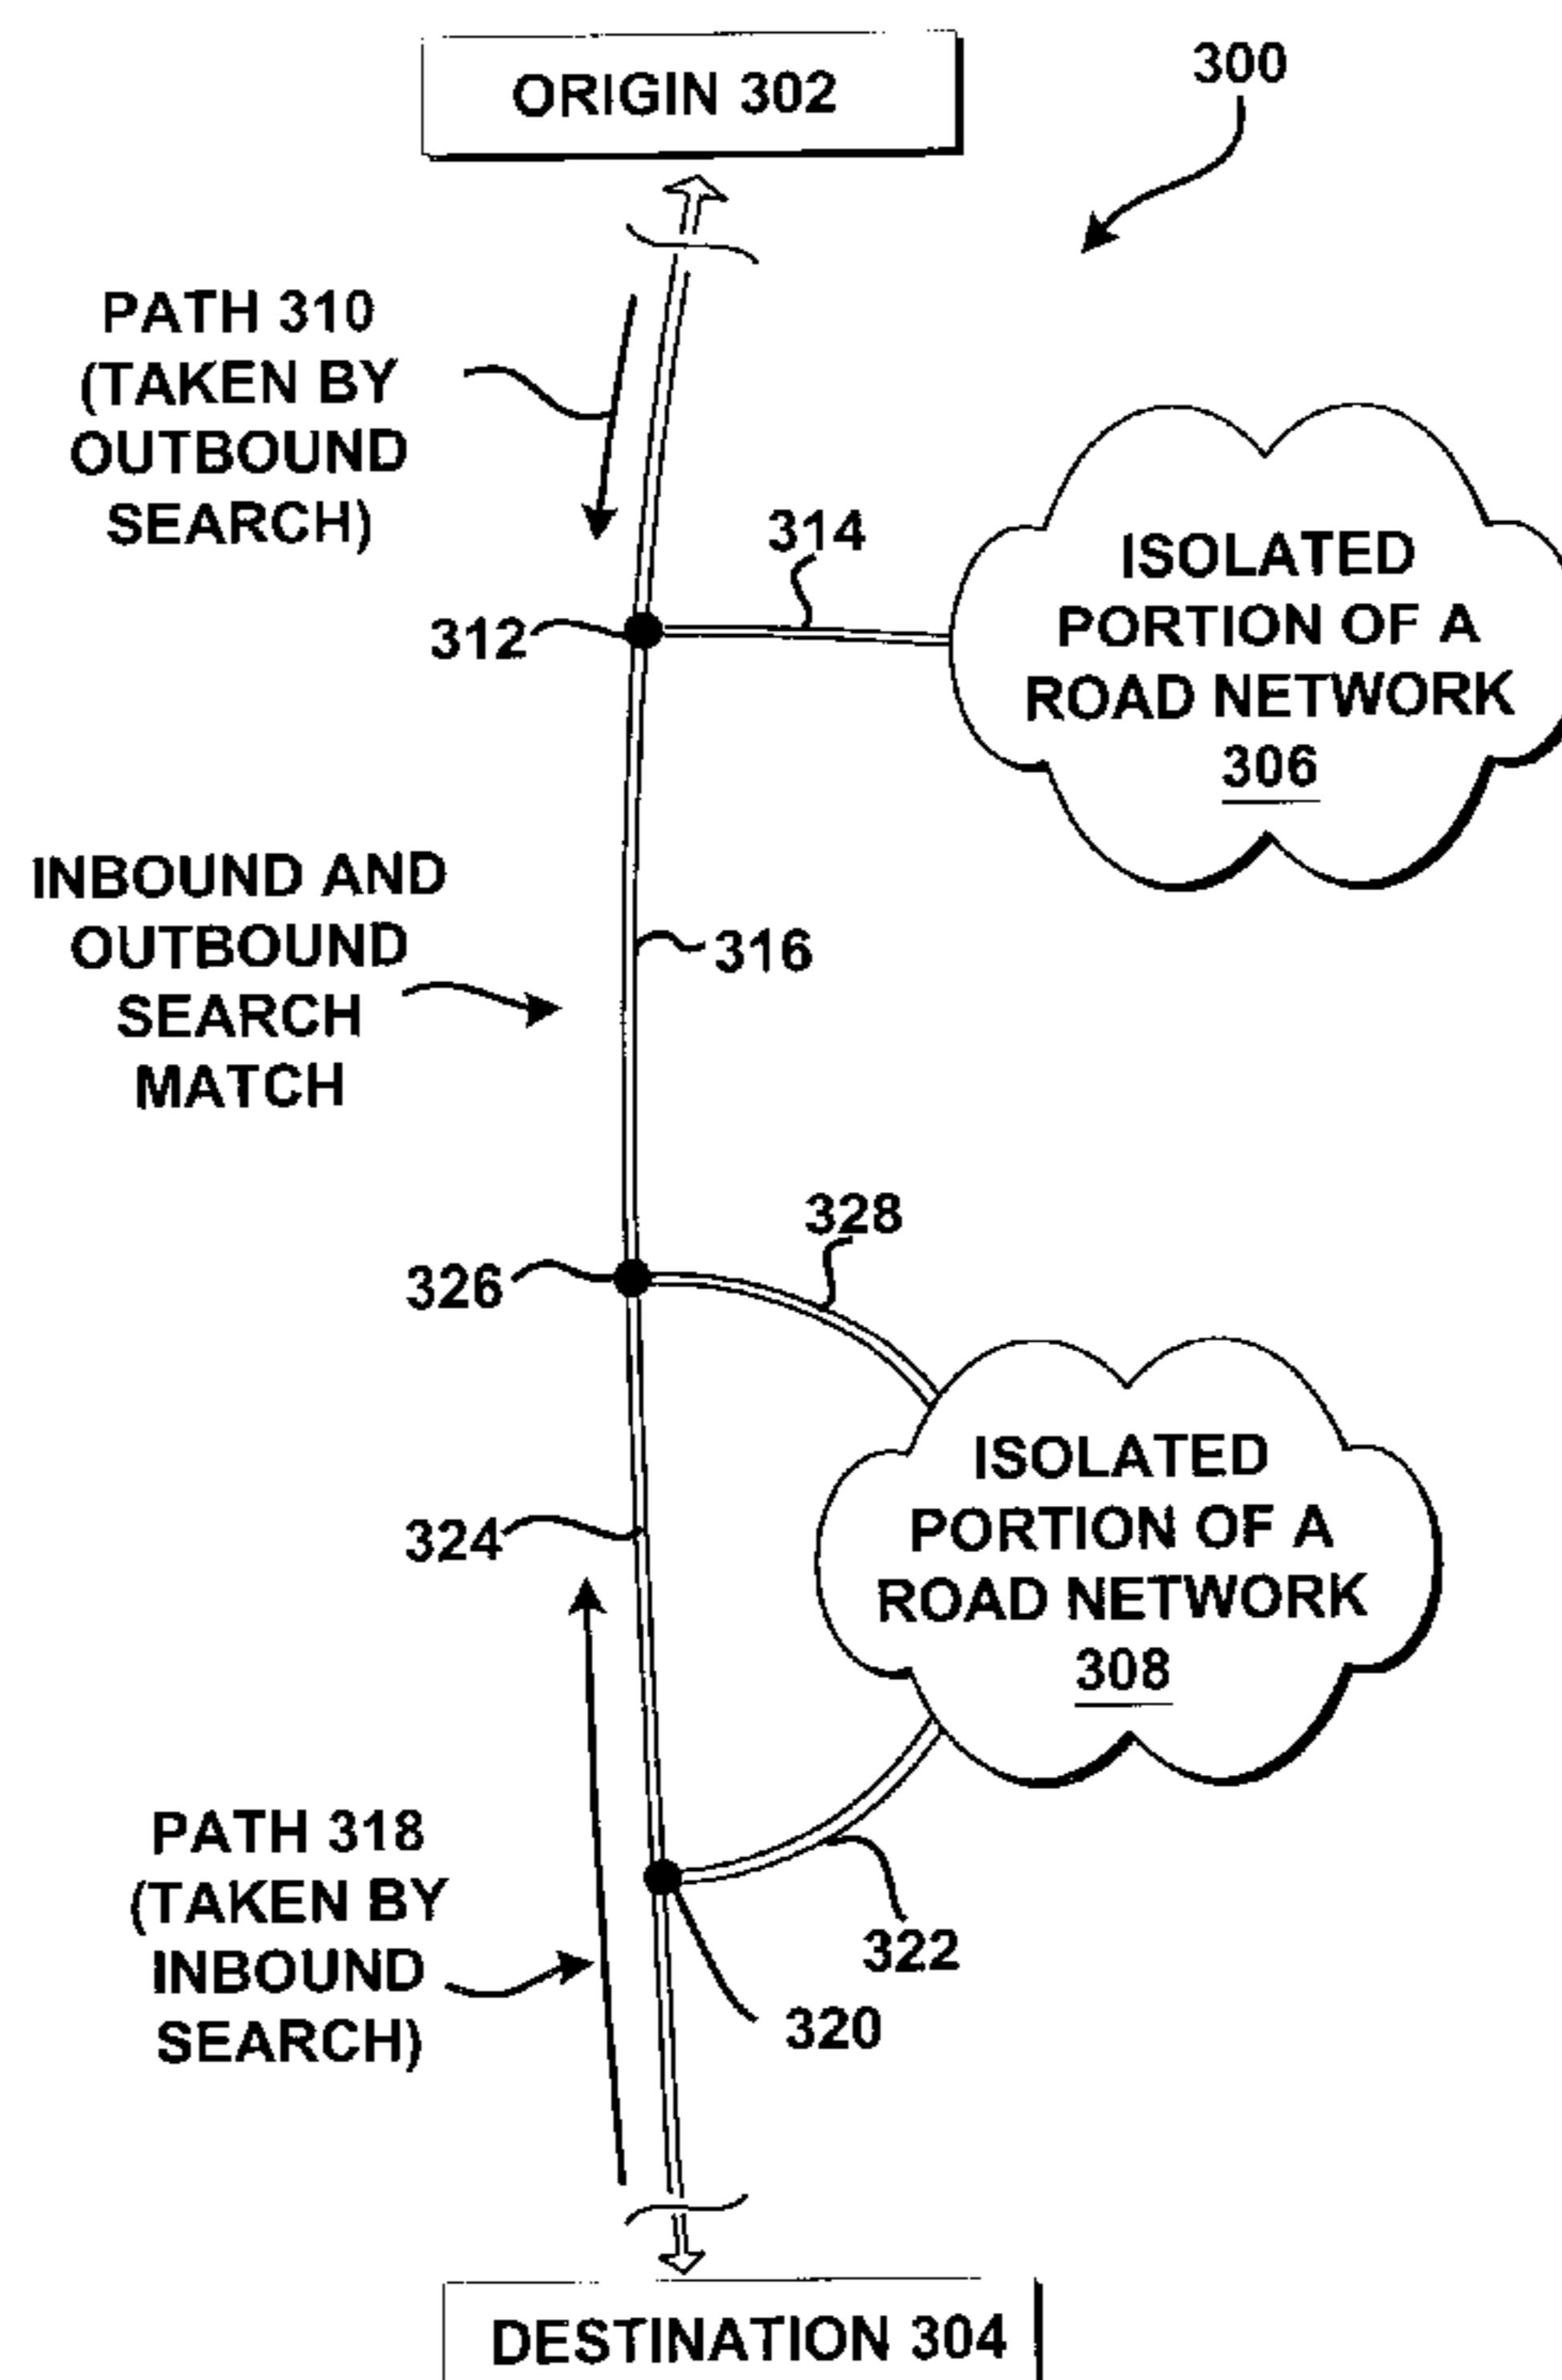 ORIGIN 302
300
PATH 310
(TAKEN BY
OUTBOUND
SEARCH)
314
312
ISOLATED
PORTION OF A
ROAD NETWORK
306
INBOUND AND
OUTBOUND
SEARCH
MATCH
316
328
326
ISOLATED
PORTION OF A
ROAD NETWORK
308
324
PATH 318
(TAKEN BY
INBOUND
SEARCH)
322
320
DESTINATION 304